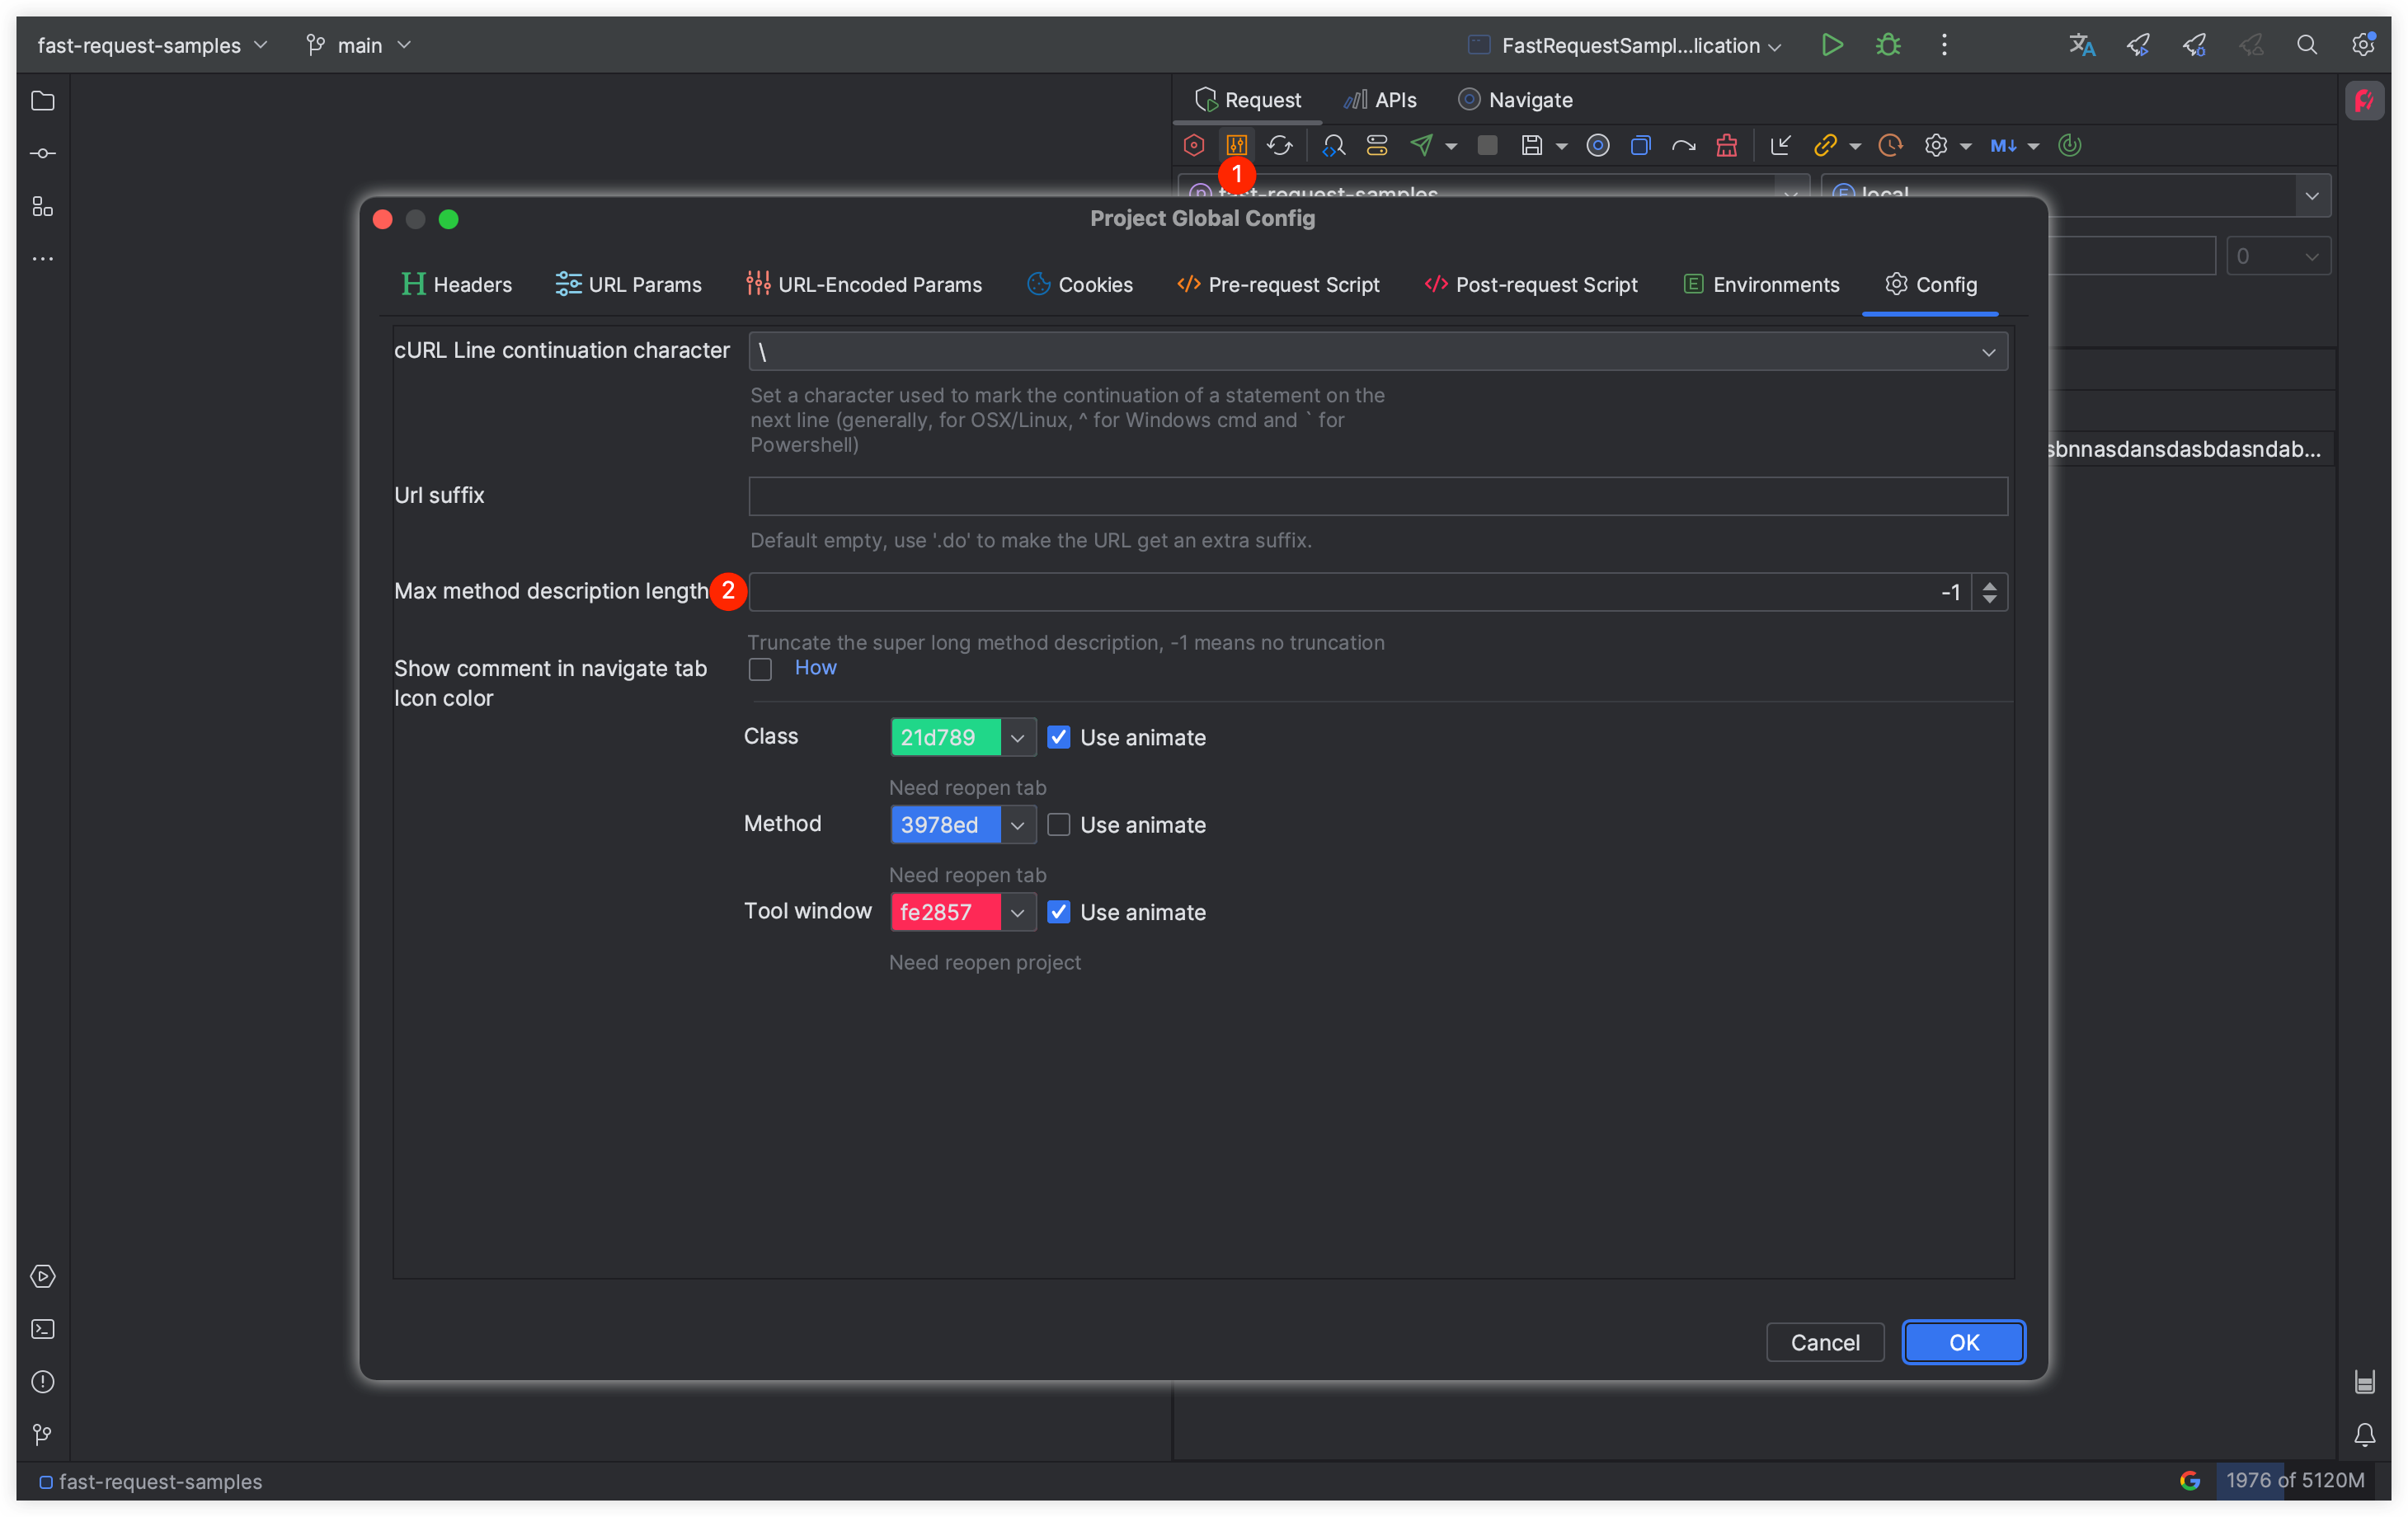 fast-request-samples
main
FastRequestSampl...lication
Request
APIs
Navigate
M↓
1
fast-request-samples
local
Project Global Config
0
H Headers
URL Params
URL-Encoded Params
Cookies
</> Pre-request Script
</> Post-request Script
E Environments
Config
cURL Line continuation character
\
Set a character used to mark the continuation of a statement on the
next line (generally, for OSX/Linux, ^ for Windows cmd and ` for
Powershell)
sbnnasdansdasbdasndab...
Url suffix
Default empty, use '.do' to make the URL get an extra suffix.
Max method description length
2
-1
Truncate the super long method description, -1 means no truncation
Show comment in navigate tab
How
Icon color
Class
21d789
Use animate
Need reopen tab
Method
3978ed
Use animate
Need reopen tab
Tool window
fe2857
Use animate
Need reopen project
Cancel
OK
fast-request-samples
1976 of 5120M